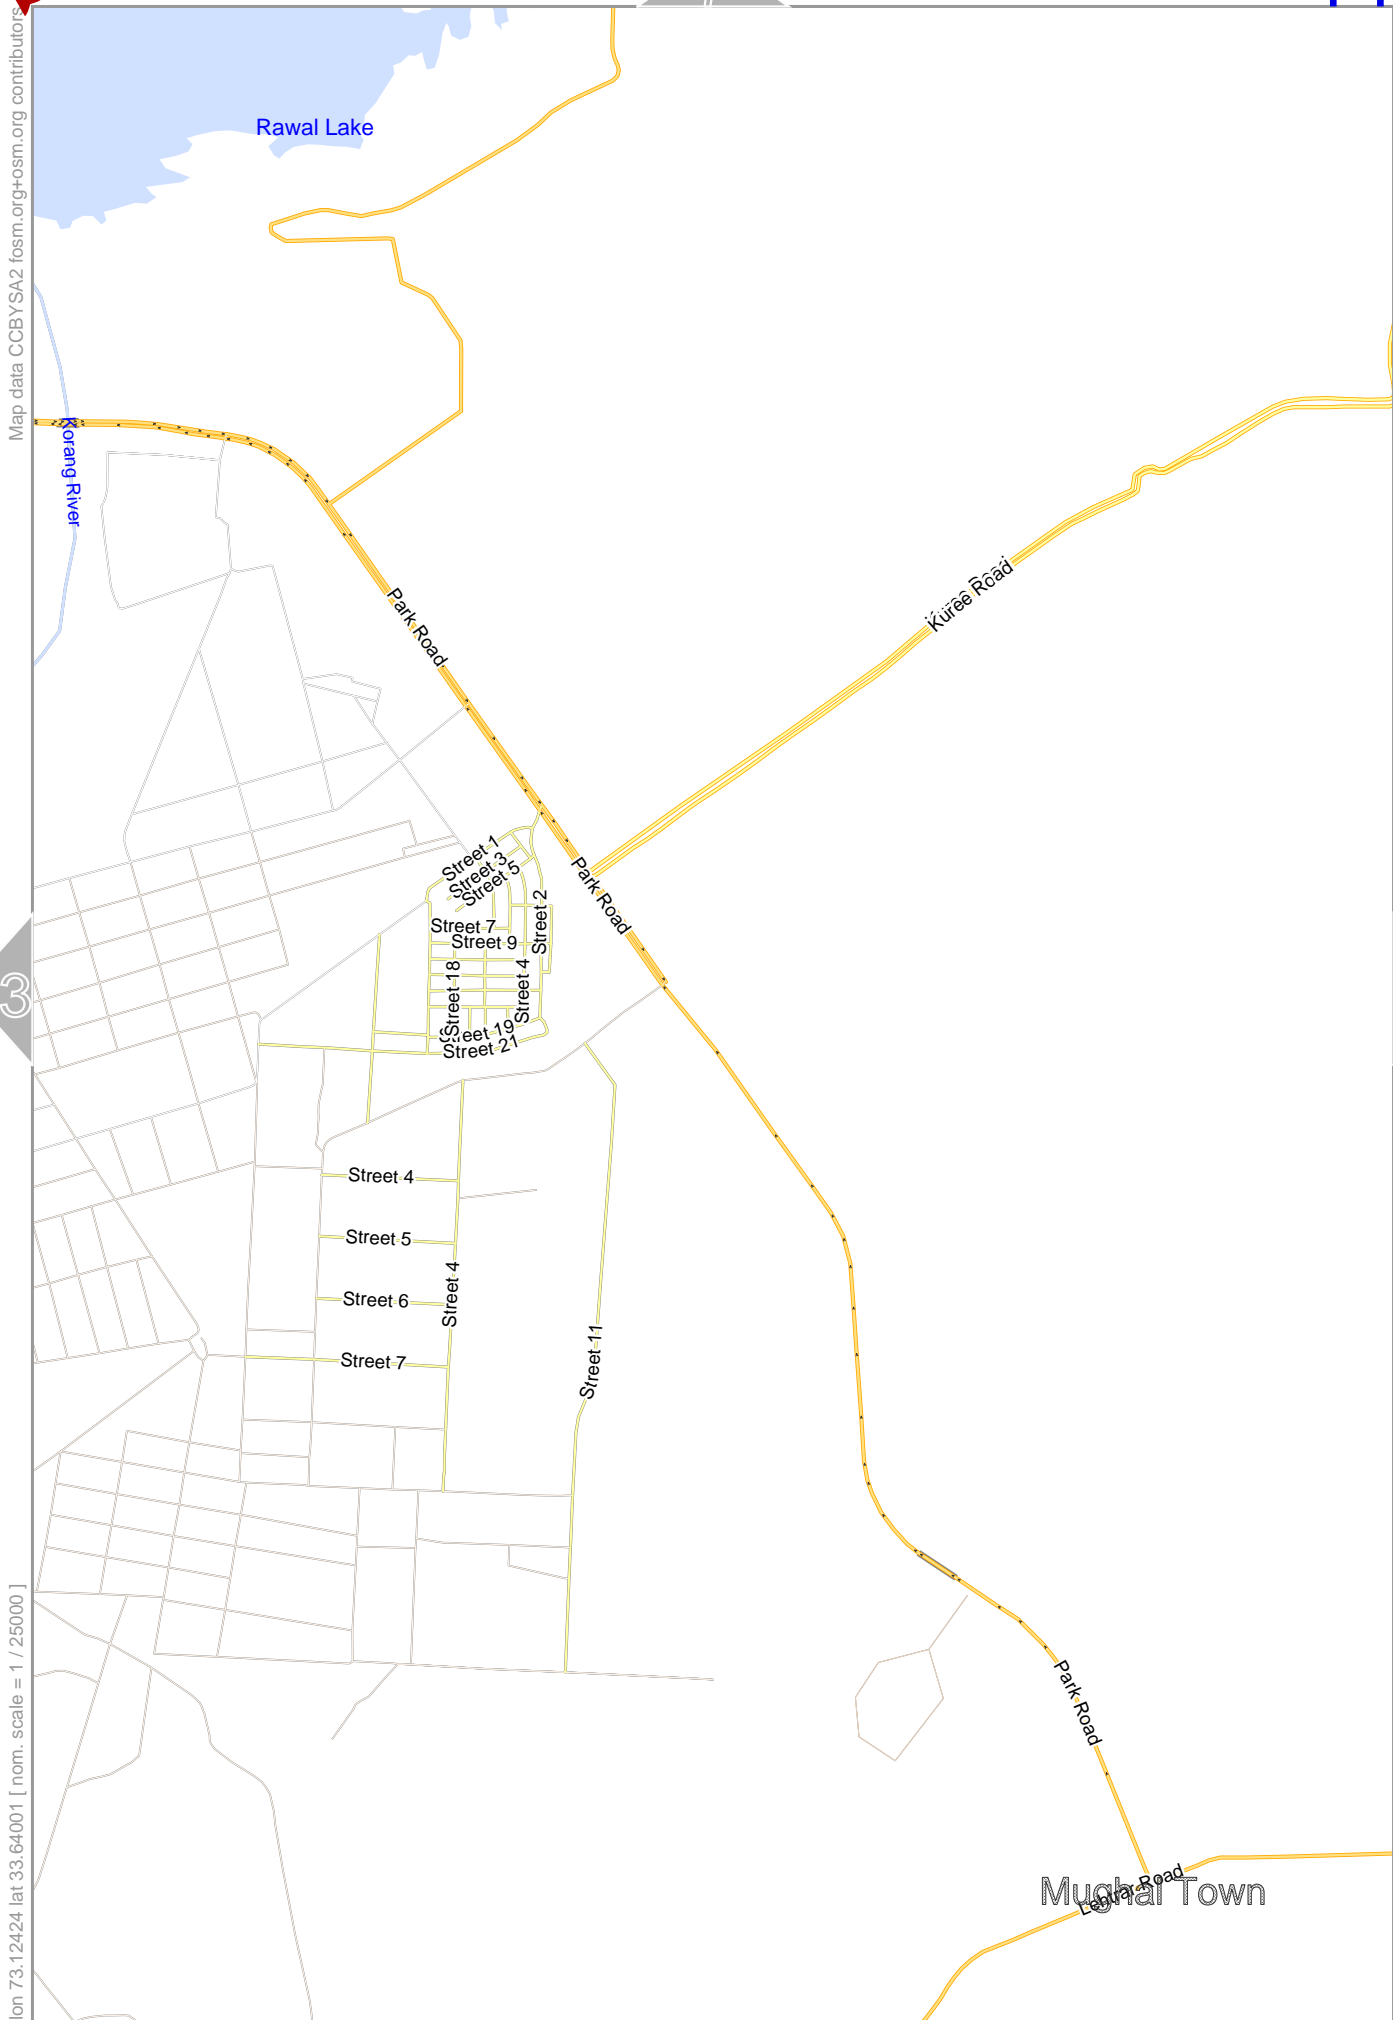 Map data CCBYSA2 fosm.org+osm.org contributors
Rawal Lake
Korang River
Park Road
Kuree Road
Kuree Road
Street 1
Street 3
Street 5
Park Road
Street 2
Street 7
Street 9
Street 18
Street 4
3
Street 19
Street 21
Street 4
Street 5
Street 4
Street 6
Street 11
Street 7
lon 73.12424 lat 33.64001 [ nom. scale = 1 / 25000 ]
Park Road
Mughal Town
Lehtrar Road